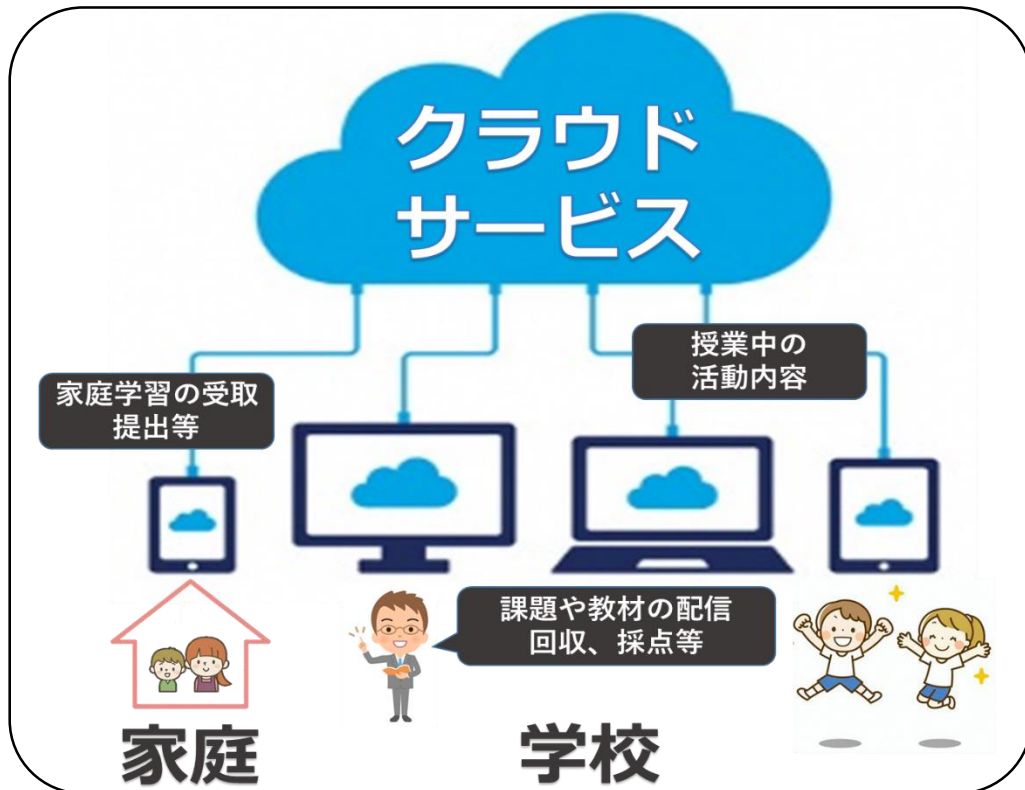 クラウド
サービス
授業中の
活動内容
家庭学習の受取
提出等
課題や教材の配信
回収、採点等
家庭
学校